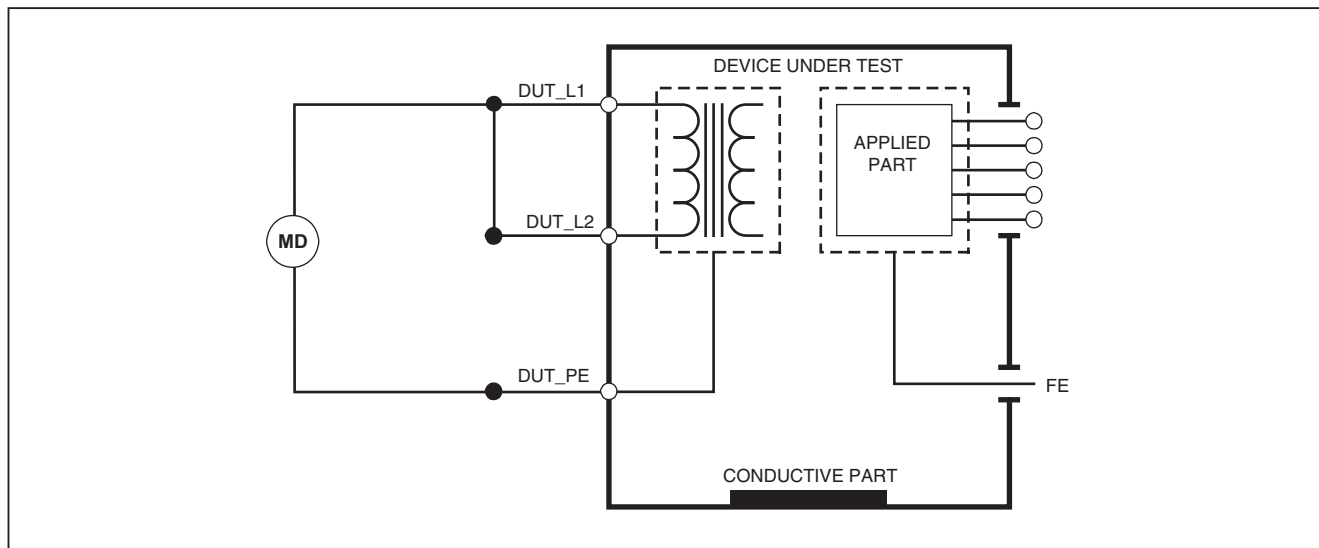 DEVICE UNDER TEST
DUT_L1
APPLIED
PART
DUT_L2
MD
DUT_PE
FE
CONDUCTIVE PART